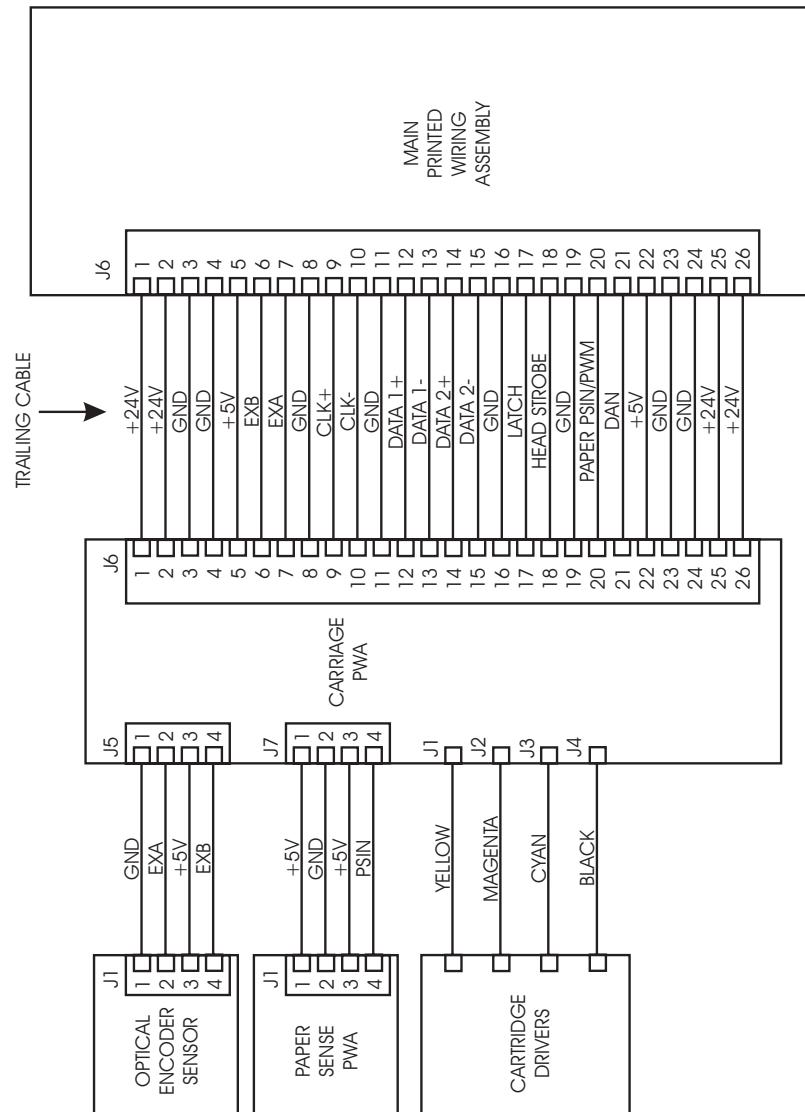 OPTICAL
ENCODER
SENSOR
J1
1
2
3
4
GND
EXA
+5V
EXB
J5
1
2
3
4
PAPER
SENSE
PWA
J1
1
2
3
4
+5V
GND
+5V
PSIN
J7
1
2
3
4
CARTRIDGE
DRIVERS
YELLOW
MAGENTA
CYAN
BLACK
J1
J2
J3
J4
CARRIAGE
PWA
J6
1
2
3
4
5
6
7
8
9
10
11
12
13
14
15
16
17
18
19
20
21
22
23
24
25
26
TRAILING CABLE
+24V
+24V
GND
GND
+5V
EXB
EXA
GND
CLK+
CLK-
GND
DATA 1+
DATA 1-
DATA 2+
DATA 2-
GND
LATCH
HEAD STROBE
GND
PAPER PSIN/PWM
DAN
+5V
GND
GND
+24V
+24V
J6
1
2
3
4
5
6
7
8
9
10
11
12
13
14
15
16
17
18
19
20
21
22
23
24
25
26
MAIN
PRINTED
WIRING
ASSEMBLY